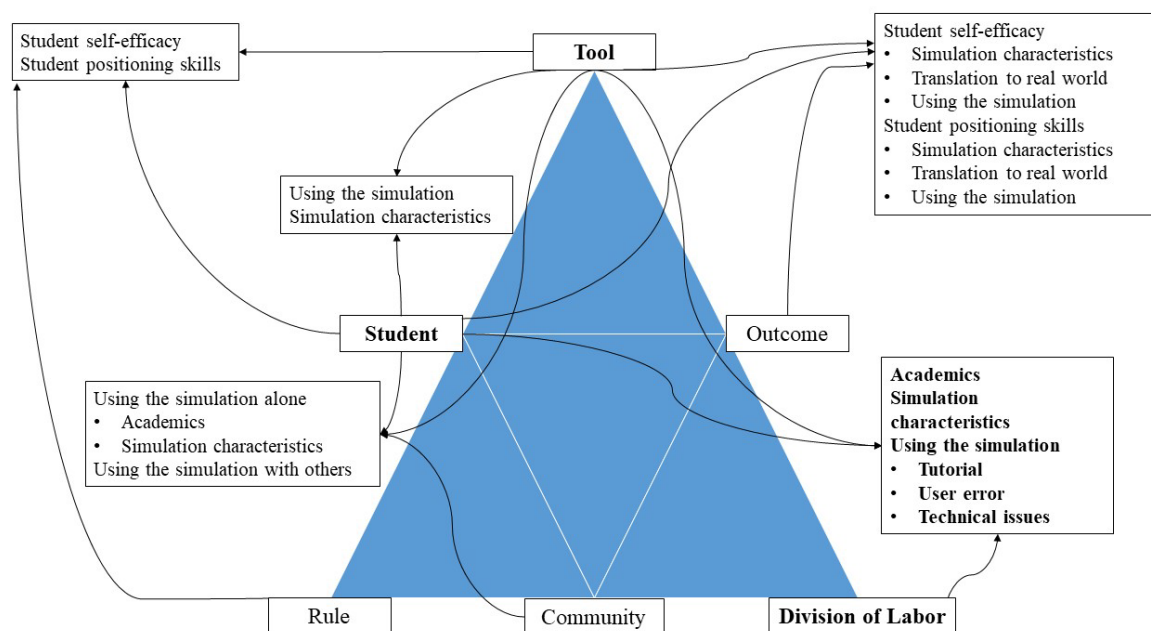 Student self-efficacy
Student positioning skills
Tool
Student self-efficacy
• Simulation characteristics
• Translation to real world
• Using the simulation
Student positioning skills
• Simulation characteristics
• Translation to real world
• Using the simulation
Using the simulation
Simulation characteristics
Student
Outcome
Using the simulation alone
• Academics
• Simulation characteristics
Using the simulation with others
Academics
Simulation
characteristics
Using the simulation
• Tutorial
• User error
• Technical issues
Rule
Community
Division of Labor